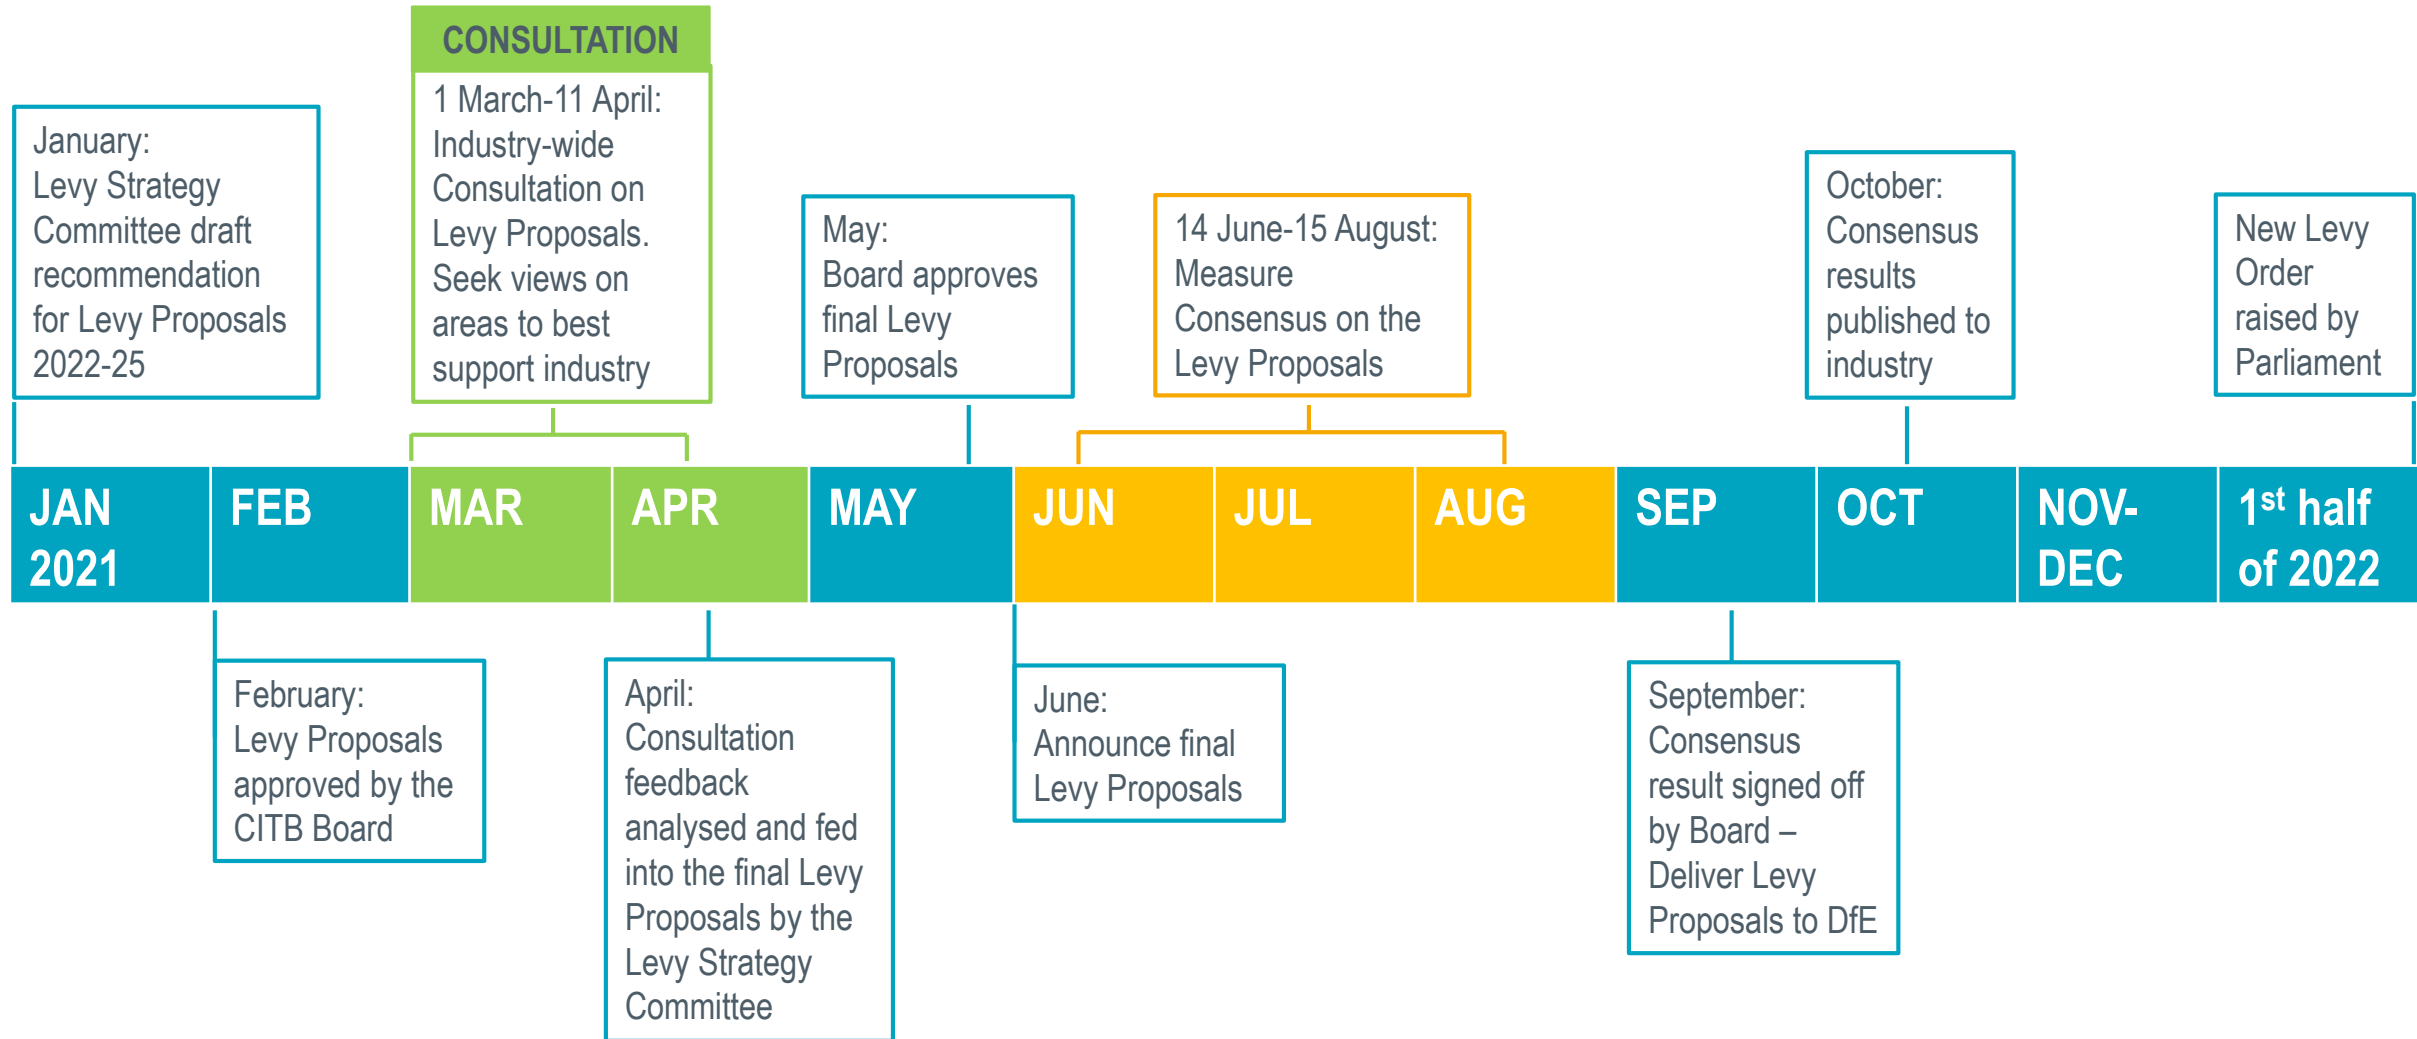 CONSULTATION
1 March-11 April:
Industry-wide
Consultation on
Levy Proposals.
Seek views on
areas to best
support industry
January:
Levy Strategy
Committee draft
recommendation
for Levy Proposals
2022-25
May:
Board approves
final Levy
Proposals
14 June-15 August:
Measure
Consensus on the
Levy Proposals
October:
Consensus
results
published to
industry
New Levy
Order
raised by
Parliament
JAN
2021
FEB
MAR
APR
MAY
JUN
JUL
AUG
SEP
OCT
NOV-
DEC
1st half
of 2022
February:
Levy Proposals
approved by the
CITB Board
April:
Consultation
feedback
analysed and fed
into the final Levy
Proposals by the
Levy Strategy
Committee
June:
Announce final
Levy Proposals
September:
Consensus
result signed off
by Board –
Deliver Levy
Proposals to DfE